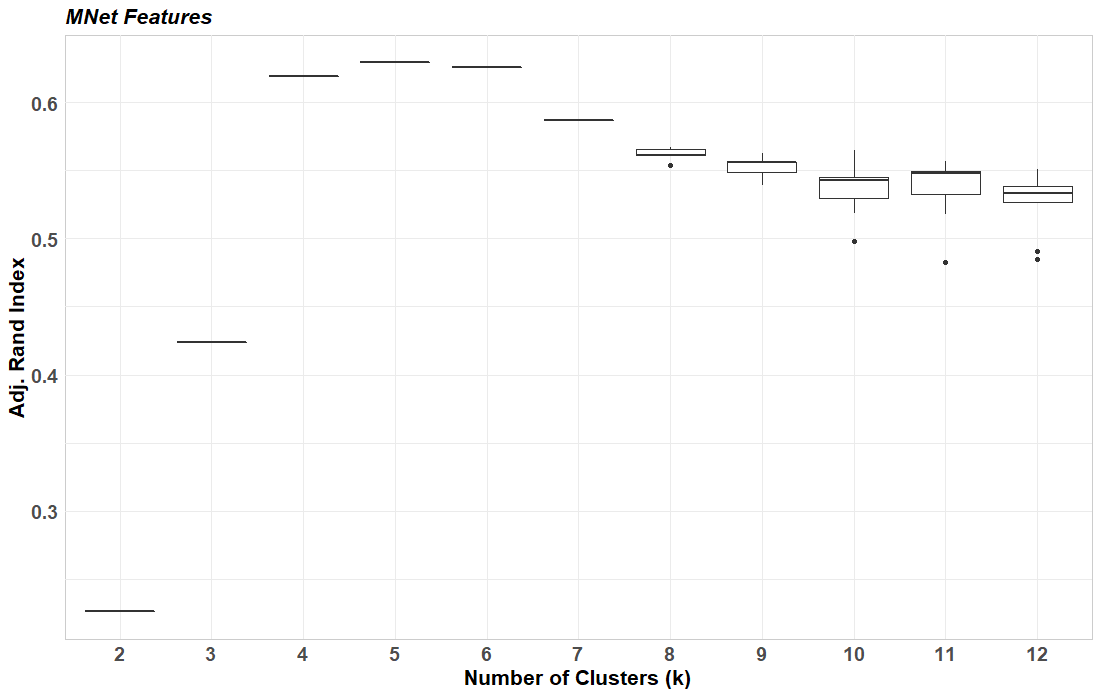 MNet Features
Adj. Rand Index
0.6
0.5
0.4
0.3
2 3 4 5 6 7 8 9 10 11 12
Number of Clusters (k)